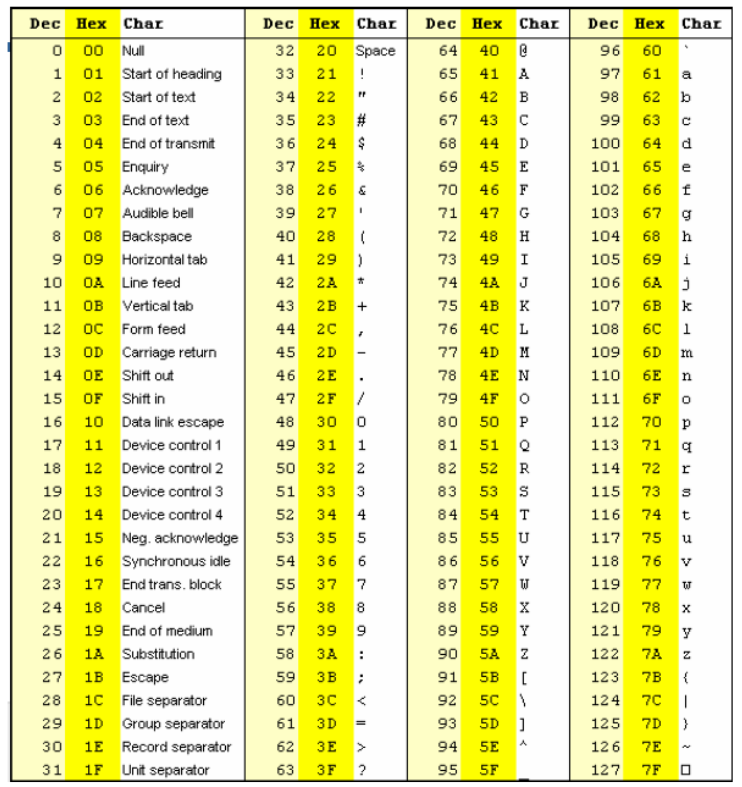 Dec Hex Char Dec Hex Char Dec Hex Char Dec Hex Char
0 00 Null 32 20 Space 64 40 @ 96 60 `
1 01 Start of heading 33 21 ! 65 41 A 97 61 a
2 02 Start of text 34 22 " 66 42 B 98 62 b
3 03 End of text 35 23 # 67 43 C 99 63 c
4 04 End of transmit 36 24 $ 68 44 D 100 64 d
5 05 Enquiry 37 25 % 69 45 E 101 65 e
6 06 Acknowledge 38 26 & 70 46 F 102 66 f
7 07 Audible bell 39 27 ' 71 47 G 103 67 g
8 08 Backspace 40 28 ( 72 48 H 104 68 h
9 09 Horizontal tab 41 29 ) 73 49 I 105 69 i
10 0A Line feed 42 2A * 74 4A J 106 6A j
11 0B Vertical tab 43 2B + 75 4B K 107 6B k
12 0C Form feed 44 2C , 76 4C L 108 6C l
13 0D Carriage return 45 2D - 77 4D M 109 6D m
14 0E Shift out 46 2E . 78 4E N 110 6E n
15 0F Shift in 47 2F / 79 4F O 111 6F o
16 10 Data link escape 48 30 0 80 50 P 112 70 p
17 11 Device control 1 49 31 1 81 51 Q 113 71 q
18 12 Device control 2 50 32 2 82 52 R 114 72 r
19 13 Device control 3 51 33 3 83 53 S 115 73 s
20 14 Device control 4 52 34 4 84 54 T 116 74 t
21 15 Neg. acknowledge 53 35 5 85 55 U 117 75 u
22 16 Synchronous idle 54 36 6 86 56 V 118 76 v
23 17 End trans. block 55 37 7 87 57 W 119 77 w
24 18 Cancel 56 38 8 88 58 X 120 78 x
25 19 End of medium 57 39 9 89 59 Y 121 79 y
26 1A Substitution 58 3A : 90 5A Z 122 7A z
27 1B Escape 59 3B ; 91 5B [ 123 7B {
28 1C File separator 60 3C < 92 5C \ 124 7C |
29 1D Group separator 61 3D = 93 5D ] 125 7D }
30 1E Record separator 62 3E > 94 5E ^ 126 7E ~
31 1F Unit separator 63 3F ? 95 5F _ 127 7F □